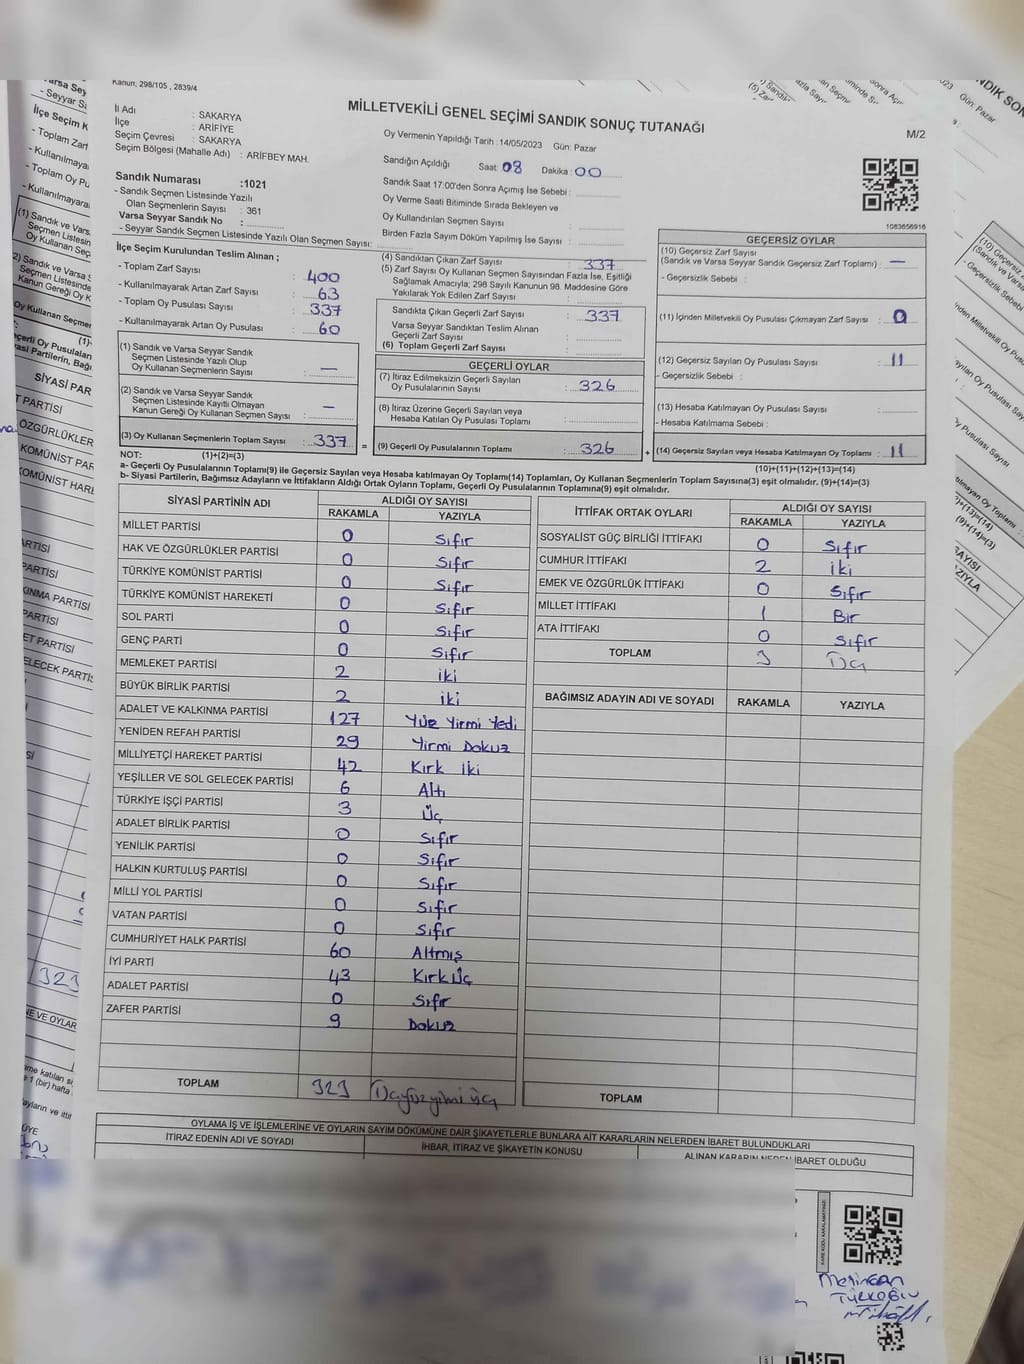 Kanun; 298/105, 2839/4
MİLLETVEKİLİ GENEL SEÇİMİ SANDIK SONUÇ TUTANAĞI
M/2
İl Adı : SAKARYA
İlçe : ARİFİYE
Seçim Çevresi : SAKARYA
Seçim Bölgesi (Mahalle Adı) : ARİFBEY MAH.
Oy Vermenin Yapıldığı Tarih :14/05/2023 Gün: Pazar
Sandığın Açıldığı Saat: 08 Dakika: 00
Sandık Saat 17:00'den Sonra Açımış İse Sebebi :
Oy Verme Saati Bitiminde Sırada Bekleyen ve
Oy Kullandırılan Seçmen Sayısı :
Birden Fazla Sayım Döküm Yapılmış İse Sayısı :
1083656916
Sandık Numarası :1021
- Sandık Seçmen Listesinde Yazılı
Olan Seçmenlerin Sayısı : 361
Varsa Seyyar Sandık No :
- Seyyar Sandık Seçmen Listesinde Yazılı Olan Seçmen Sayısı:
İlçe Seçim Kurulundan Teslim Alınan ;
- Toplam Zarf Sayısı : 400
- Kullanılmayarak Artan Zarf Sayısı : 63
- Toplam Oy Pusulası Sayısı : 337
- Kullanılmayarak Artan Oy Pusulası : 60
(1) Sandık ve Varsa Seyyar Sandık
Seçmen Listesinde Yazılı Olup
Oy Kullanan Seçmenlerin Sayısı : —
(2) Sandık ve Varsa Seyyar Sandık
Seçmen Listesinde Kayıtlı Olmayan
Kanun Gereği Oy Kullanan Seçmen Sayısı : —
(3) Oy Kullanan Seçmenlerin Toplam Sayısı : 337 =
(4) Sandıktan Çıkan Zarf Sayısı : 337
(5) Zarf Sayısı Oy Kullanan Seçmen Sayısından Fazla İse, Eşitliği
Sağlamak Amacıyla; 298 Sayılı Kanunun 98. Maddesine Göre
Yakılarak Yok Edilen Zarf Sayısı :
Sandıkta Çıkan Geçerli Zarf Sayısı : 337
Varsa Seyyar Sandıktan Teslim Alınan
Geçerli Zarf Sayısı :
(6) Toplam Geçerli Zarf Sayısı :
GEÇERLİ OYLAR
(7) İtiraz Edilmeksizin Geçerli Sayılan
Oy Pusulalarının Sayısı : 326
(8) İtiraz Üzerine Geçerli Sayılan veya
Hesaba Katılan Oy Pusulası Toplamı :
(9) Geçerli Oy Pusulalarının Toplamı : 326 +
GEÇERSİZ OYLAR
(10) Geçersiz Zarf Sayısı
(Sandık ve Varsa Seyyar Sandık Geçersiz Zarf Toplamı) : —
- Geçersizlik Sebebi :
(11) İçinden Milletvekili Oy Pusulası Çıkmayan Zarf Sayısı : 0
(12) Geçersiz Sayılan Oy Pusulası Sayısı : 11
- Geçersizlik Sebebi :
(13) Hesaba Katılmayan Oy Pusulası Sayısı :
- Hesaba Katılmama Sebebi :
(14) Geçersiz Sayılan veya Hesaba Katılmayan Oy Toplamı : 11
NOT: (1)+(2)=(3) (10)+(11)+(12)+(13)=(14)
a- Geçerli Oy Pusulalarının Toplamı(9) ile Geçersiz Sayılan veya Hesaba katılmayan Oy Toplamı(14) Toplamları, Oy Kullanan Seçmenlerin Toplam Sayısına(3) eşit olmalıdır. (9)+(14)=(3)
b- Siyasi Partilerin, Bağımsız Adayların ve İttifakların Aldığı Ortak Oyların Toplamı, Geçerli Oy Pusulalarının Toplamına(9) eşit olmalıdır.
SİYASİ PARTİNİN ADI ALDIĞI OY SAYISI
RAKAMLA YAZIYLA
MİLLET PARTİSİ 0 Sıfır
HAK VE ÖZGÜRLÜKLER PARTİSİ 0 Sıfır
TÜRKİYE KOMÜNİST PARTİSİ 0 Sıfır
TÜRKİYE KOMÜNİST HAREKETİ 0 Sıfır
SOL PARTİ 0 Sıfır
GENÇ PARTİ 0 Sıfır
MEMLEKET PARTİSİ 2 iki
BÜYÜK BİRLİK PARTİSİ 2 iki
ADALET VE KALKINMA PARTİSİ 127 Yüz Yirmi Yedi
YENİDEN REFAH PARTİSİ 29 Yirmi Dokuz
MİLLİYETÇİ HAREKET PARTİSİ 42 Kırk iki
YEŞİLLER VE SOL GELECEK PARTİSİ 6 Altı
TÜRKİYE İŞÇİ PARTİSİ 3 Üç
ADALET BİRLİK PARTİSİ 0 Sıfır
YENİLİK PARTİSİ 0 Sıfır
HALKIN KURTULUŞ PARTİSİ 0 Sıfır
MİLLİ YOL PARTİSİ 0 Sıfır
VATAN PARTİSİ 0 Sıfır
CUMHURİYET HALK PARTİSİ 60 Altmış
İYİ PARTİ 43 Kırk Üç
ADALET PARTİSİ 0 Sıfır
ZAFER PARTİSİ 9 Dokuz
TOPLAM 323 Üçyüzyirmi üç
İTTİFAK ORTAK OYLARI ALDIĞI OY SAYISI
RAKAMLA YAZIYLA
SOSYALİST GÜÇ BİRLİĞİ İTTİFAKI 0 Sıfır
CUMHUR İTTİFAKI 2 iki
EMEK VE ÖZGÜRLÜK İTTİFAKI 0 Sıfır
MİLLET İTTİFAKI 1 Bir
ATA İTTİFAKI 0 Sıfır
TOPLAM 3 Üç
BAĞIMSIZ ADAYIN ADI VE SOYADI RAKAMLA YAZIYLA
TOPLAM
OYLAMA İŞ VE İŞLEMLERİNE VE OYLARIN SAYIM DÖKÜMÜNE DAİR ŞİKAYETLERLE BUNLARA AİT KARARLARIN NELERDEN İBARET BULUNDUKLARI
İTİRAZ EDENİN ADI VE SOYADI İHBAR, İTİRAZ VE ŞİKAYETİN KONUSU ALINAN KARARIN NEDEN İBARET OLDUĞU
KARE KODU KARALAMAYINIZ
Metincan
TÜRKOĞLU